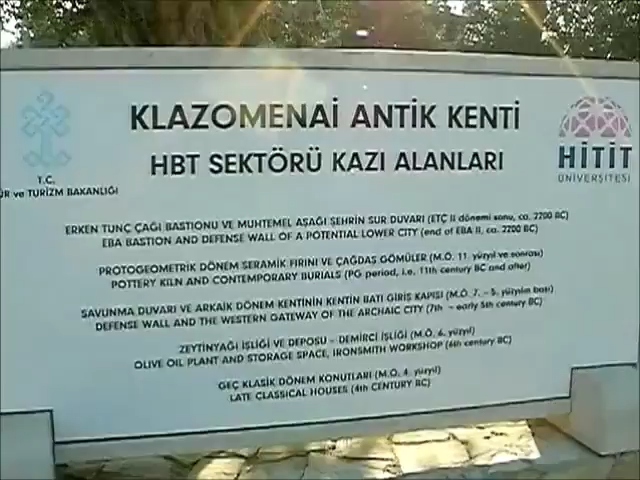 KLAZOMENAİ ANTİK KENTİ
HBT SEKTÖRÜ KAZI ALANLARI
T.C.
ÜR ve TURİZM BAKANLIĞI
HİTİT
ÜNİVERSİTESİ
ERKEN TUNÇ ÇAĞI BASTIONU VE MUHTEMEL AŞAĞI ŞEHRİN SUR DUVARI (ETÇ II dönemi sonu, ca. 2200 BC)
EBA BASTION AND DEFENSE WALL OF A POTENTIAL LOWER CITY (end of EBA II, ca. 2200 BC)
PROTOGEOMETRİK DÖNEM SERAMİK FIRINI VE ÇAĞDAŞ GÖMÜLER (M.Ö. 11. yüzyıl ve sonrası)
POTTERY KILN AND CONTEMPORARY BURIALS (PG period, i.e. 11th century BC and after)
SAVUNMA DUVARI VE ARKAİK DÖNEM KENTİNİN KENTİN BATI GİRİŞ KAPISI (M.Ö. 7. - 5. yüzyılın başı)
DEFENSE WALL AND THE WESTERN GATEWAY OF THE ARCHAIC CITY (7th - early 5th century BC)
ZEYTİNYAĞI İŞLİĞİ VE DEPOSU - DEMİRCİ İŞLİĞİ (M.Ö. 6. yüzyıl)
OLIVE OIL PLANT AND STORAGE SPACE, IRONSMITH WORKSHOP (6th century BC)
GEÇ KLASİK DÖNEM KONUTLARI (M.Ö. 4. yüzyıl)
LATE CLASSICAL HOUSES (4th CENTURY BC)